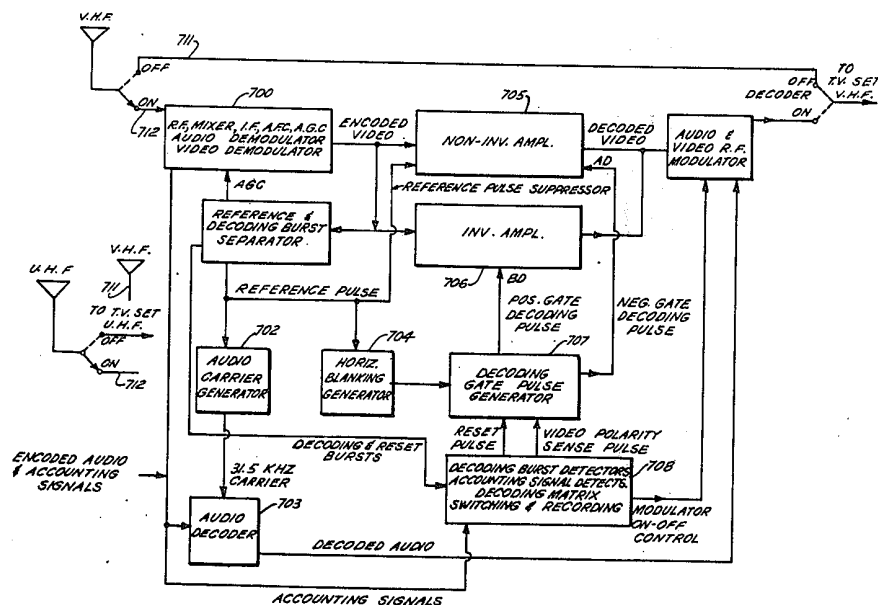 V.H.F.
711
OFF
ON
712
700
R.F., MIXER, I.F., A.F.C., A.G.C
AUDIO DEMODULATOR
VIDEO DEMODULATOR
ENCODED
VIDEO
705
NON-INV. AMPL.
DECODED
VIDEO
AD
TO
T.V. SET
V.H.F.
OFF
DECODER
ON
AUDIO &
VIDEO R.F.
MODULATOR
AGC
REFERENCE PULSE SUPPRESSOR
REFERENCE &
DECODING BURST
SEPARATOR
INV. AMPL.
706
BD
U.H.F
V.H.F.
711
TO T.V. SET
U.H.F.
OFF
ON
712
REFERENCE PULSE
POS. GATE
DECODING
PULSE
NEG. GATE
DECODING
PULSE
702
AUDIO
CARRIER
GENERATOR
704
HORIZ.
BLANKING
GENERATOR
707
DECODING
GATE PULSE
GENERATOR
RESET
PULSE
VIDEO POLARITY
SENSE PULSE
DECODING & RESET
BURSTS
ENCODED AUDIO
& ACCOUNTING
SIGNALS
31.5 KHZ
CARRIER
708
DECODING BURST DETECTORS
ACCOUNTING SIGNAL DETECTS.
DECODING MATRIX
SWITCHING & RECORDING
MODULATOR
ON-OFF
CONTROL
703
AUDIO
DECODER
DECODED AUDIO
ACCOUNTING SIGNALS